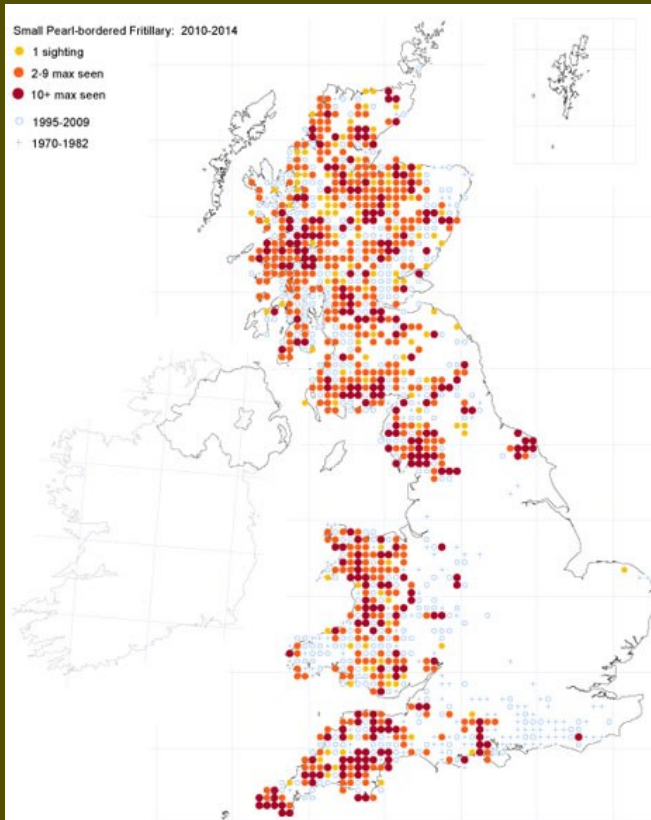 Small Pearl-bordered Fritillary: 2010-2014
1 sighting
2-9 max seen
10+ max seen
1995-2009
1970-1982